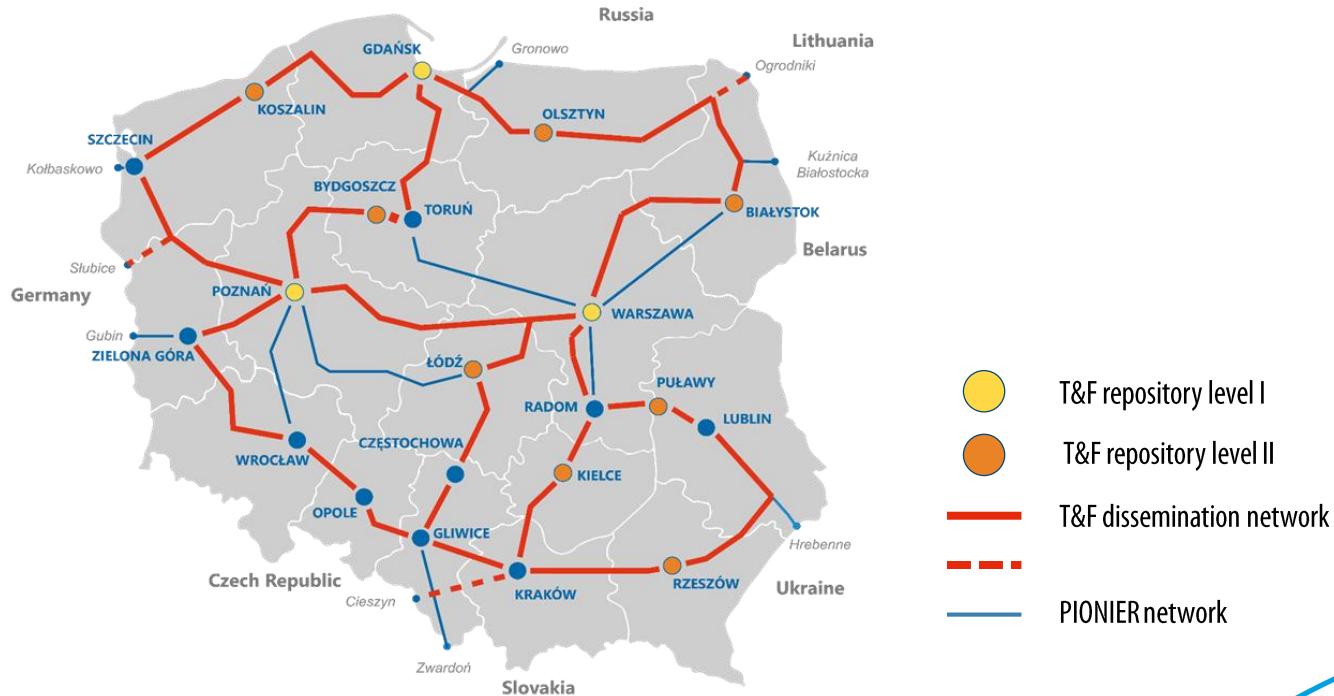 Russia
Lithuania
GDAŃSK
Gronowo
Ogrodniki
KOSZALIN
OLSZTYN
SZCZECIN
Kołbaskowo
Kuźnica
Białostocka
BYDGOSZCZ
TORUŃ
BIAŁYSTOK
Belarus
Słubice
Germany
POZNAŃ
WARSZAWA
Gubin
ZIELONA GÓRA
ŁÓDŹ
PUŁAWY
RADOM
LUBLIN
CZĘSTOCHOWA
WROCŁAW
KIELCE
OPOLE
GLIWICE
Hrebenne
Czech Republic
Cieszyn
KRAKÓW
RZESZÓW
Ukraine
Zwardoń
Slovakia
T&F repository level I
T&F repository level II
T&F dissemination network
PIONIER network